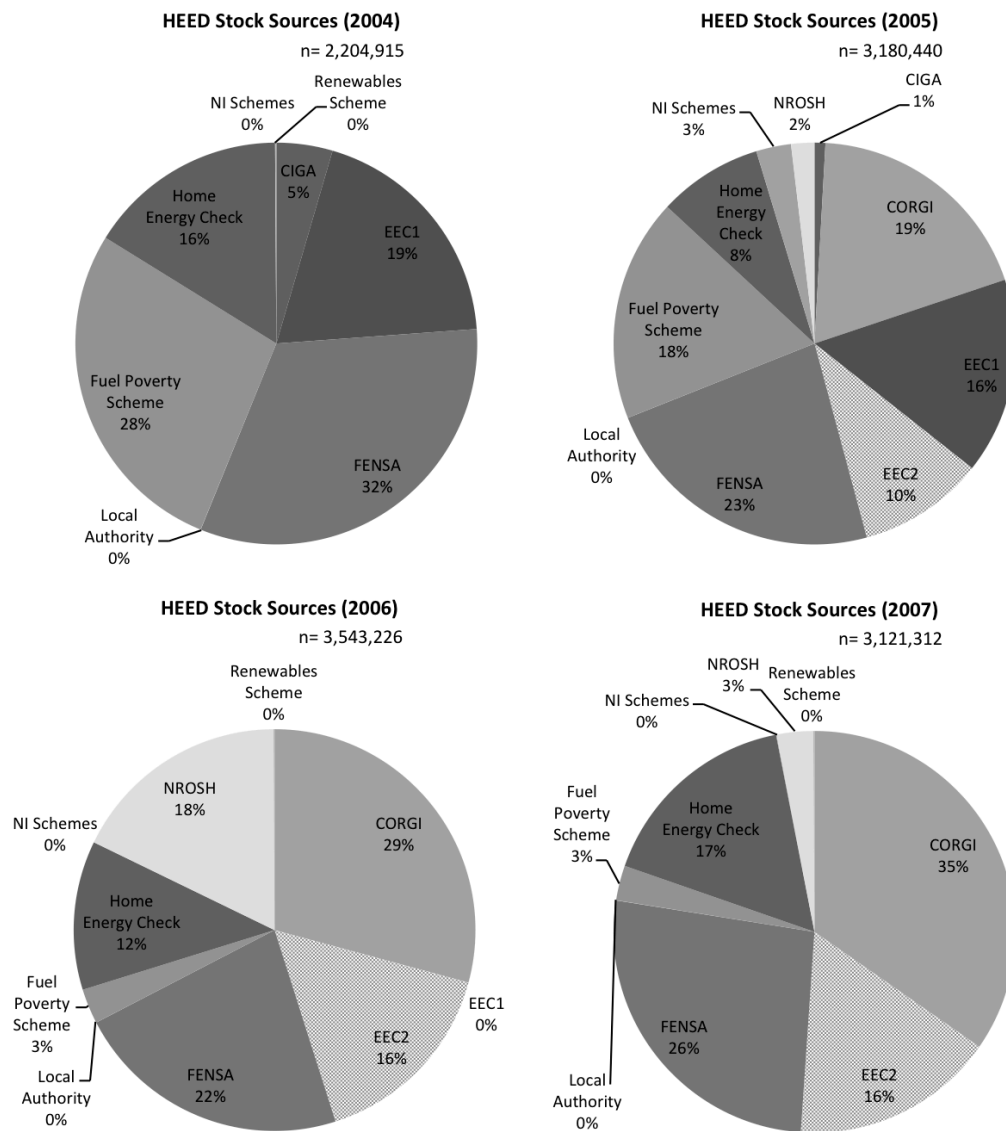 HEED Stock Sources (2004)
n= 2,204,915
NI Schemes
0%
Renewables
Scheme
0%
CIGA
5%
EEC1
19%
FENSA
32%
Local
Authority
0%
Fuel Poverty
Scheme
28%
Home
Energy Check
16%
HEED Stock Sources (2005)
n= 3,180,440
NI Schemes
3%
NROSH
2%
CIGA
1%
CORGI
19%
EEC1
16%
EEC2
10%
FENSA
23%
Local
Authority
0%
Fuel Poverty
Scheme
18%
Home
Energy
Check
8%
HEED Stock Sources (2006)
n= 3,543,226
Renewables
Scheme
0%
CORGI
29%
EEC1
0%
EEC2
16%
FENSA
22%
Local
Authority
0%
Fuel
Poverty
Scheme
3%
Home
Energy Check
12%
NI Schemes
0%
NROSH
18%
HEED Stock Sources (2007)
n= 3,121,312
NROSH
3%
Renewables
Scheme
0%
NI Schemes
0%
CORGI
35%
EEC2
16%
FENSA
26%
Local
Authority
0%
Fuel
Poverty
Scheme
3%
Home
Energy Check
17%